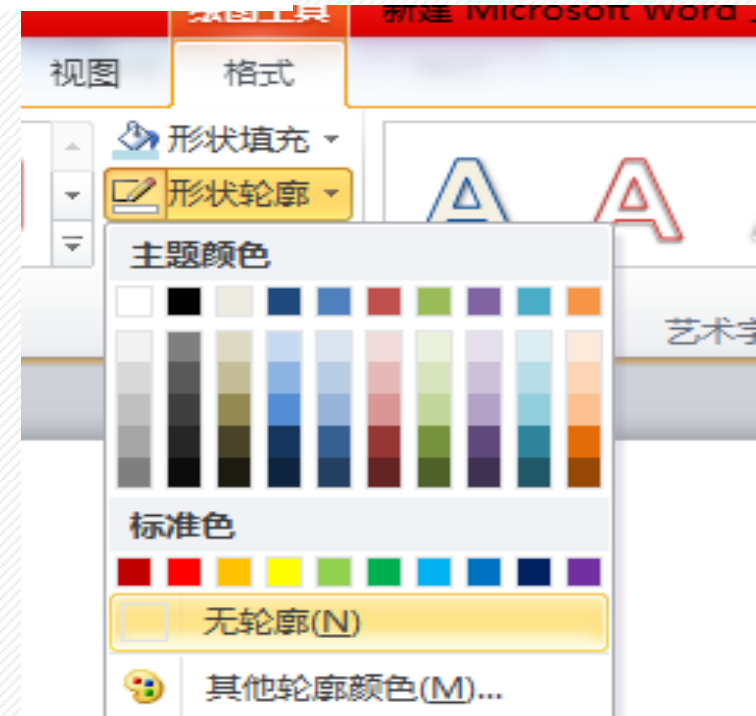 绘图工具 新建 Microsoft Word
视图 格式
形状填充
形状轮廓
A A
艺术字
主题颜色
标准色
无轮廓(N)
其他轮廓颜色(M)...